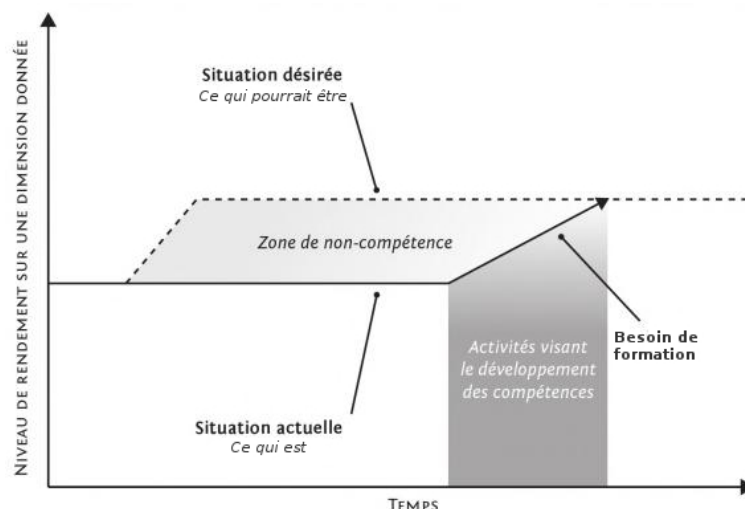 NIVEAU DE RENDEMENT SUR UNE DIMENSION DONNÉE
Situation désirée
Ce qui pourrait être
Zone de non-compétence
Besoin de
formation
Activités visant
le développement
des compétences
Situation actuelle
Ce qui est
TEMPS